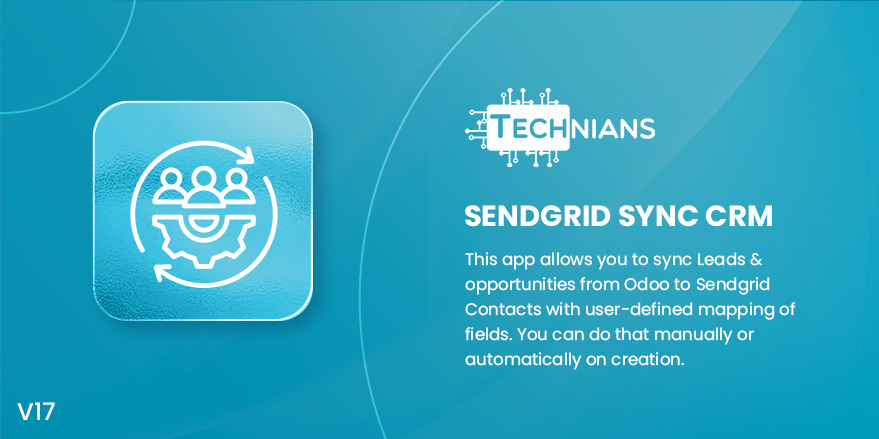 TECHNIANS
SENDGRID SYNC CRM
This app allows you to sync Leads &
opportunities from Odoo to Sendgrid
Contacts with user-defined mapping of
fields. You can do that manually or
automatically on creation.
V17